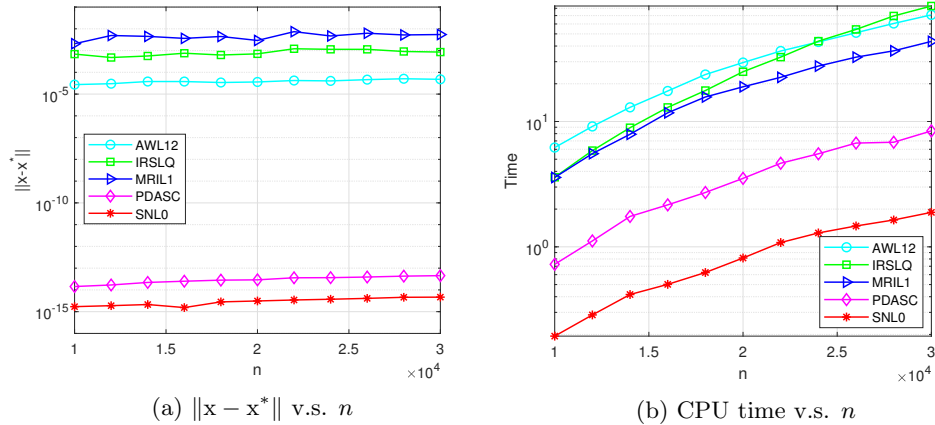 10^{-5}
10^{-10}
10^{-15}
||x-x^*||
AWL12
IRSLQ
MRIL1
PDASC
SNL0
1 1.5 2 2.5 3
n
×10^4
(a) ‖x − x*‖ v.s. n
10^1
10^0
Time
AWL12
IRSLQ
MRIL1
PDASC
SNL0
1 1.5 2 2.5 3
n
×10^4
(b) CPU time v.s. n